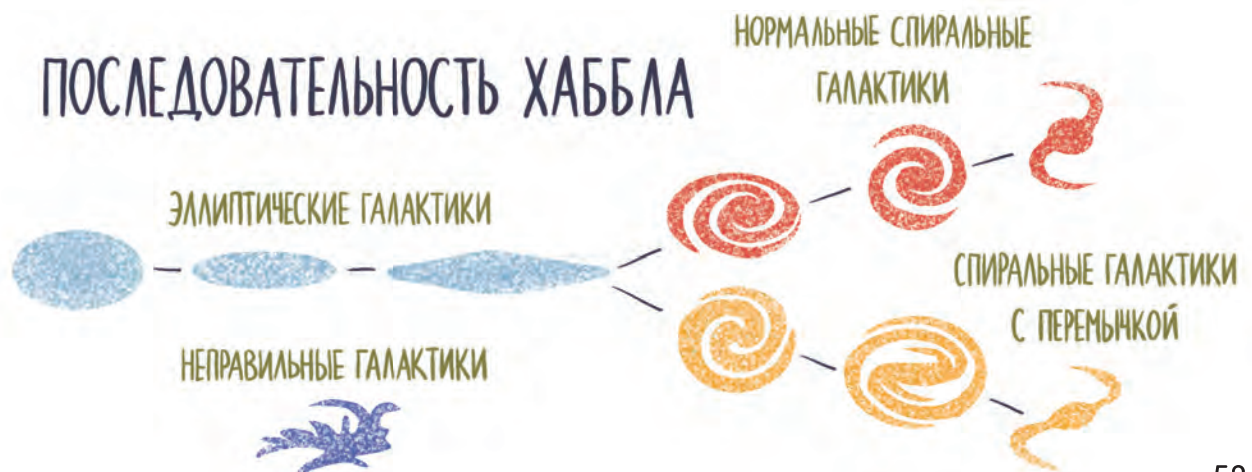 ПОСЛЕДОВАТЕЛЬНОСТЬ ХАББЛА
НОРМАЛЬНЫЕ СПИРАЛЬНЫЕ
ГАЛАКТИКИ
ЭЛЛИПТИЧЕСКИЕ ГАЛАКТИКИ
СПИРАЛЬНЫЕ ГАЛАКТИКИ
С ПЕРЕМЫЧКОЙ
НЕПРАВИЛЬНЫЕ ГАЛАКТИКИ